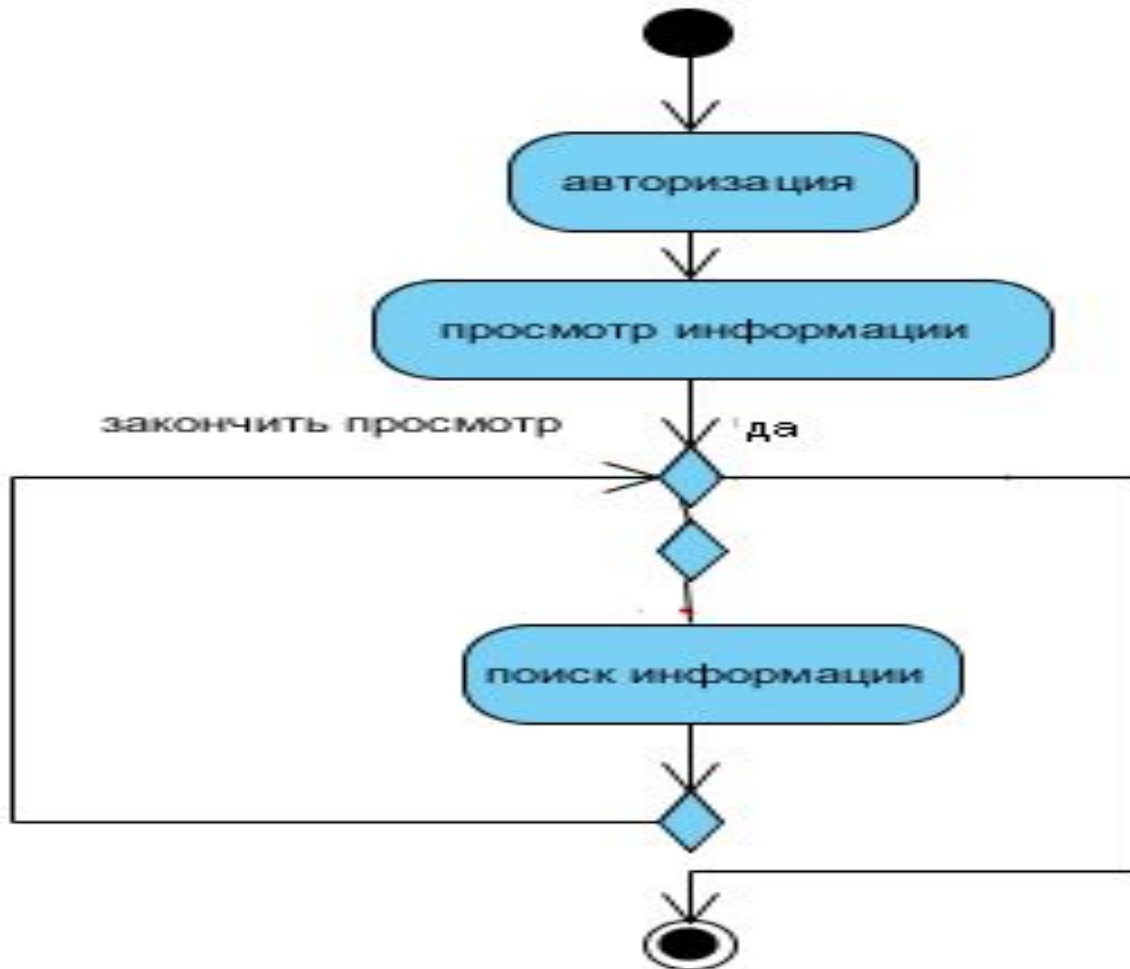 авторизация
просмотр информации
закончить просмотр
да
поиск информации